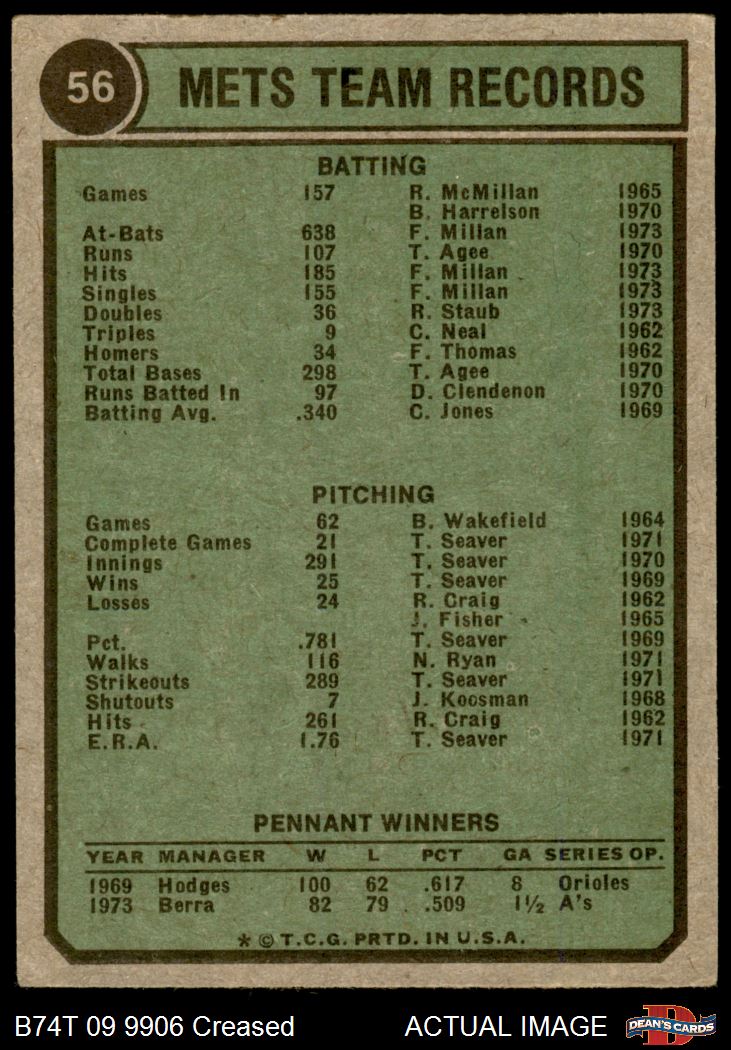 56 METS TEAM RECORDS
BATTING
Games 157 R. McMillan 1965
B. Harrelson 1970
At-Bats 638 F. Millan 1973
Runs 107 T. Agee 1970
Hits 185 F. Millan 1973
Singles 155 F. Millan 1973
Doubles 36 R. Staub 1973
Triples 9 C. Neal 1962
Homers 34 F. Thomas 1962
Total Bases 298 T. Agee 1970
Runs Batted In 97 D. Clendenon 1970
Batting Avg. .340 C. Jones 1969
PITCHING
Games 62 B. Wakefield 1964
Complete Games 21 T. Seaver 1971
Innings 291 T. Seaver 1970
Wins 25 T. Seaver 1969
Losses 24 R. Craig 1962
J. Fisher 1965
Pct. .781 T. Seaver 1969
Walks 116 N. Ryan 1971
Strikeouts 289 T. Seaver 1971
Shutouts 7 J. Koosman 1968
Hits 261 R. Craig 1962
E.R.A. 1.76 T. Seaver 1971
PENNANT WINNERS
YEAR MANAGER W L PCT GA SERIES OP.
1969 Hodges 100 62 .617 8 Orioles
1973 Berra 82 79 .509 1½ A's
* © T.C.G. PRTD. IN U.S.A.
B74T 09 9906 Creased ACTUAL IMAGE D DEAN'S CARDS